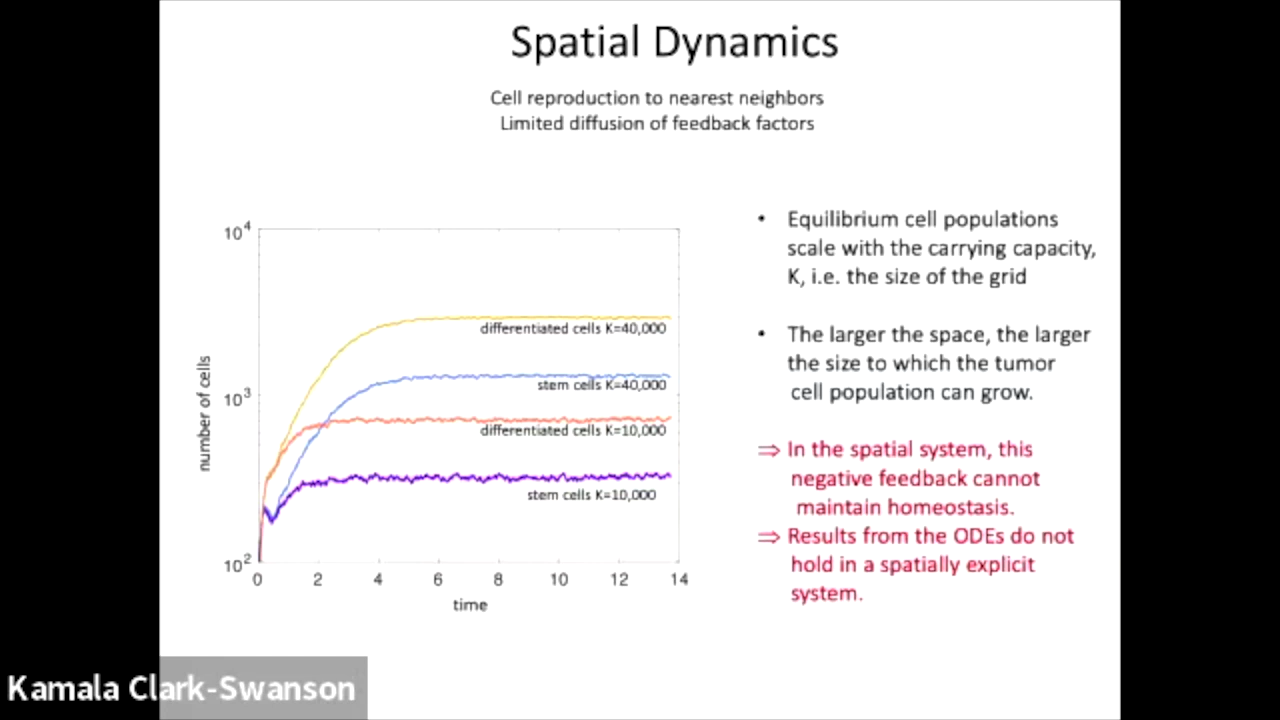 Spatial Dynamics
Cell reproduction to nearest neighbors
Limited diffusion of feedback factors
10^4
10^3
10^2
number of cells
differentiated cells K=40,000
stem cells K=40,000
differentiated cells K=10,000
stem cells K=10,000
0 2 4 6 8 10 12 14
time
• Equilibrium cell populations
scale with the carrying capacity,
K, i.e. the size of the grid
• The larger the space, the larger
the size to which the tumor
cell population can grow.
⇒ In the spatial system, this
negative feedback cannot
maintain homeostasis.
⇒ Results from the ODEs do not
hold in a spatially explicit
system.
Kamala Clark-Swanson